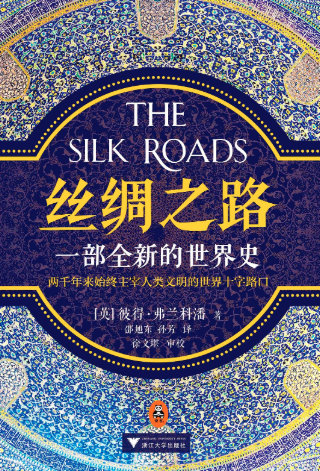 THE
SILK ROADS
丝绸之路
一部全新的世界史
两千年来始终主宰人类文明的世界十字路口
[英]彼得·弗兰科潘 著
邵旭东 孙芳 译
徐文堪 审校
浙江大学出版社